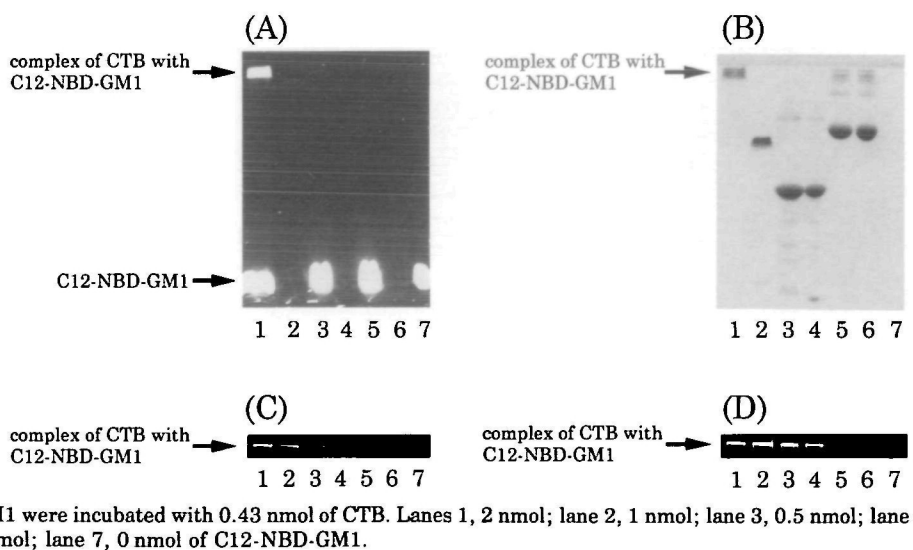 (A)
complex of CTB with
C12-NBD-GM1
C12-NBD-GM1
1 2 3 4 5 6 7
(B)
complex of CTB with
C12-NBD-GM1
1 2 3 4 5 6 7
(C)
complex of CTB with
C12-NBD-GM1
1 2 3 4 5 6 7
(D)
complex of CTB with
C12-NBD-GM1
1 2 3 4 5 6 7
were incubated with 0.43 nmol of CTB. Lanes 1, 2 nmol; lane 2, 1 nmol; lane 3, 0.5 nmol; lane
mol; lane 7, 0 nmol of C12-NBD-GM1.